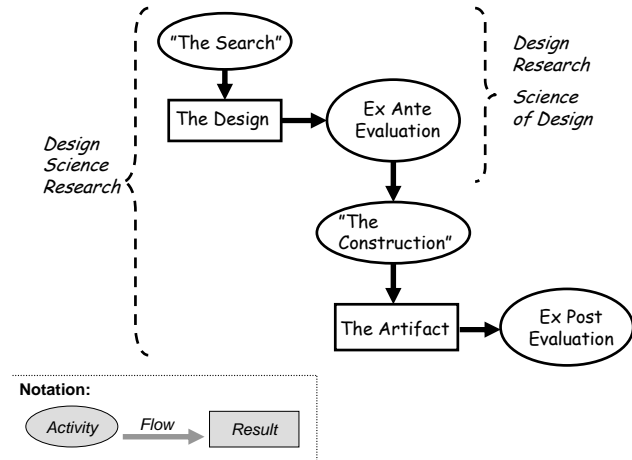 "The Search"
The Design
Ex Ante
Evaluation
Design
Research
Science
of Design
Design
Science
Research
"The
Construction"
The Artifact
Ex Post
Evaluation
Notation:
Activity
Flow
Result